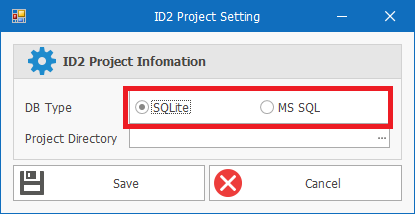 ID2 Project Setting
ID2 Project Infomation
DB Type SQLite MS SQL
Project Directory ...
Save Cancel